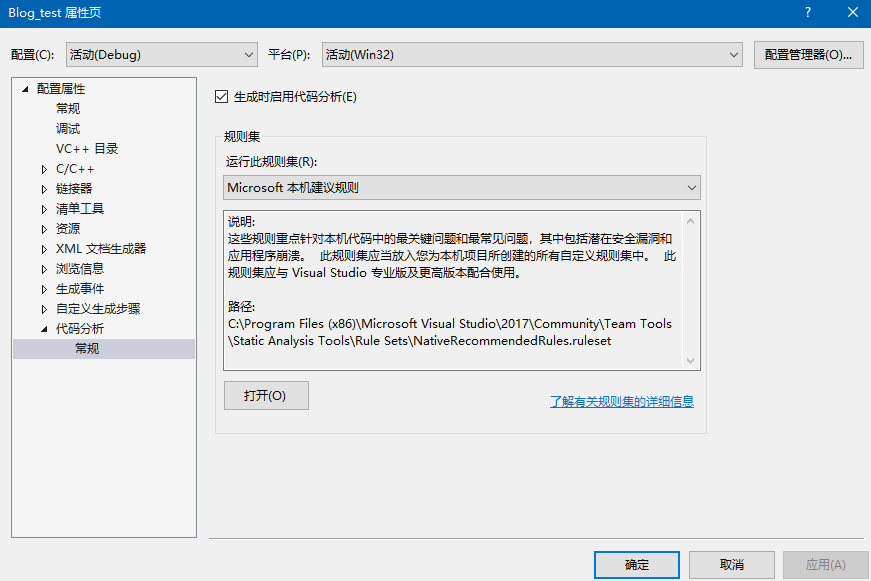 Blog_test 属性页
配置(C):
活动(Debug)
平台(P):
活动(Win32)
配置管理器(O)...
配置属性
常规
调试
VC++ 目录
C/C++
链接器
清单工具
资源
XML 文档生成器
浏览信息
生成事件
自定义生成步骤
代码分析
常规
生成时启用代码分析(E)
规则集
运行此规则集(R):
Microsoft 本机建议规则
说明:
这些规则重点针对本机代码中的最关键问题和最常见问题，其中包括潜在安全漏洞和
应用程序崩溃。 此规则集应当放入您为本机项目所创建的所有自定义规则集中。 此
规则集应与 Visual Studio 专业版及更高版本配合使用。
路径:
C:\Program Files (x86)\Microsoft Visual Studio\2017\Community\Team Tools
\Static Analysis Tools\Rule Sets\NativeRecommendedRules.ruleset
打开(O)
了解有关规则集的详细信息
确定
取消
应用(A)